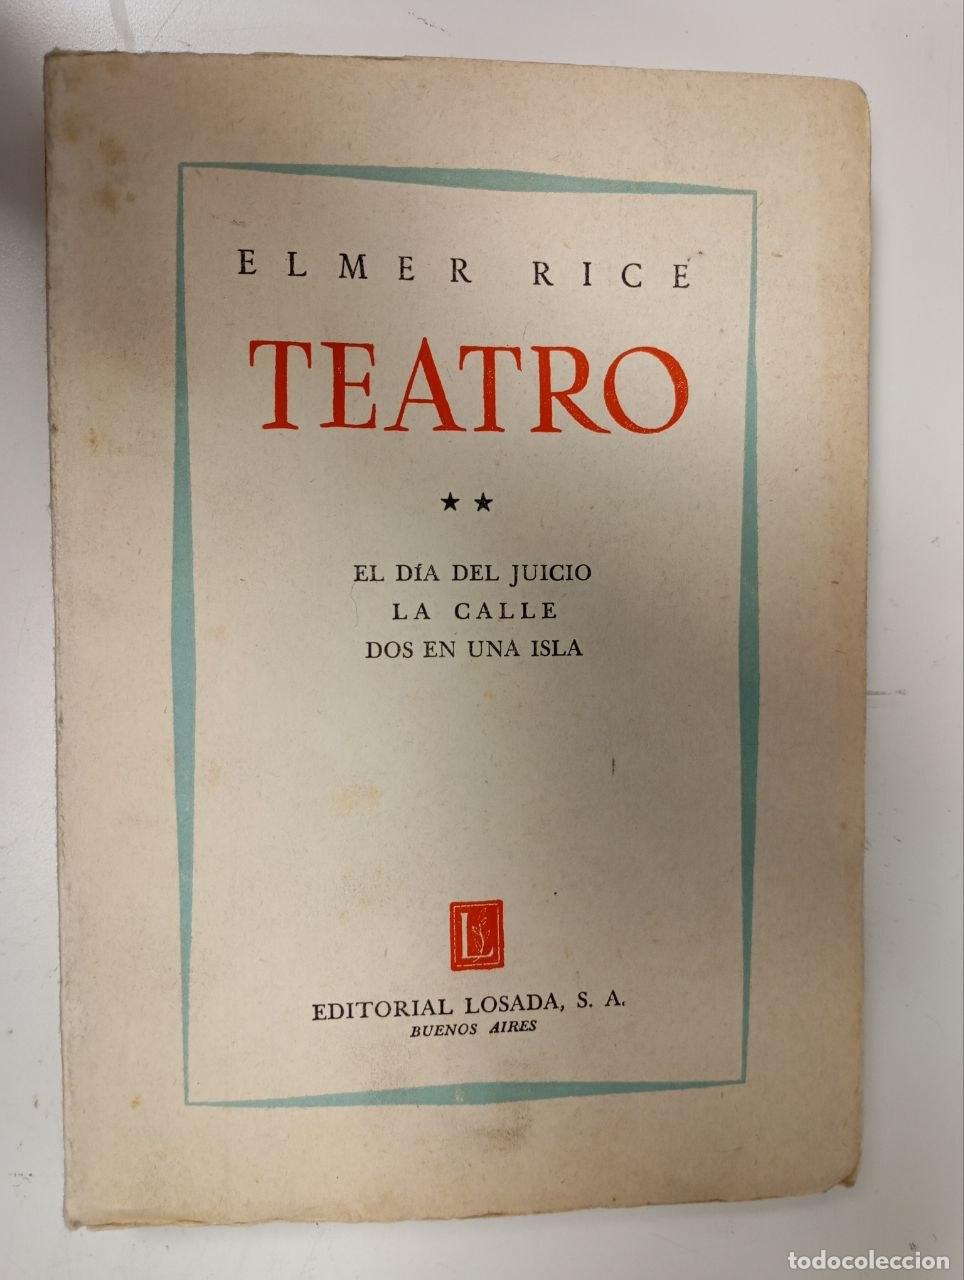 ELMER RICE
TEATRO
★ ★
EL DÍA DEL JUICIO
LA CALLE
DOS EN UNA ISLA
L
EDITORIAL LOSADA, S. A.
BUENOS AIRES
todocoleccion